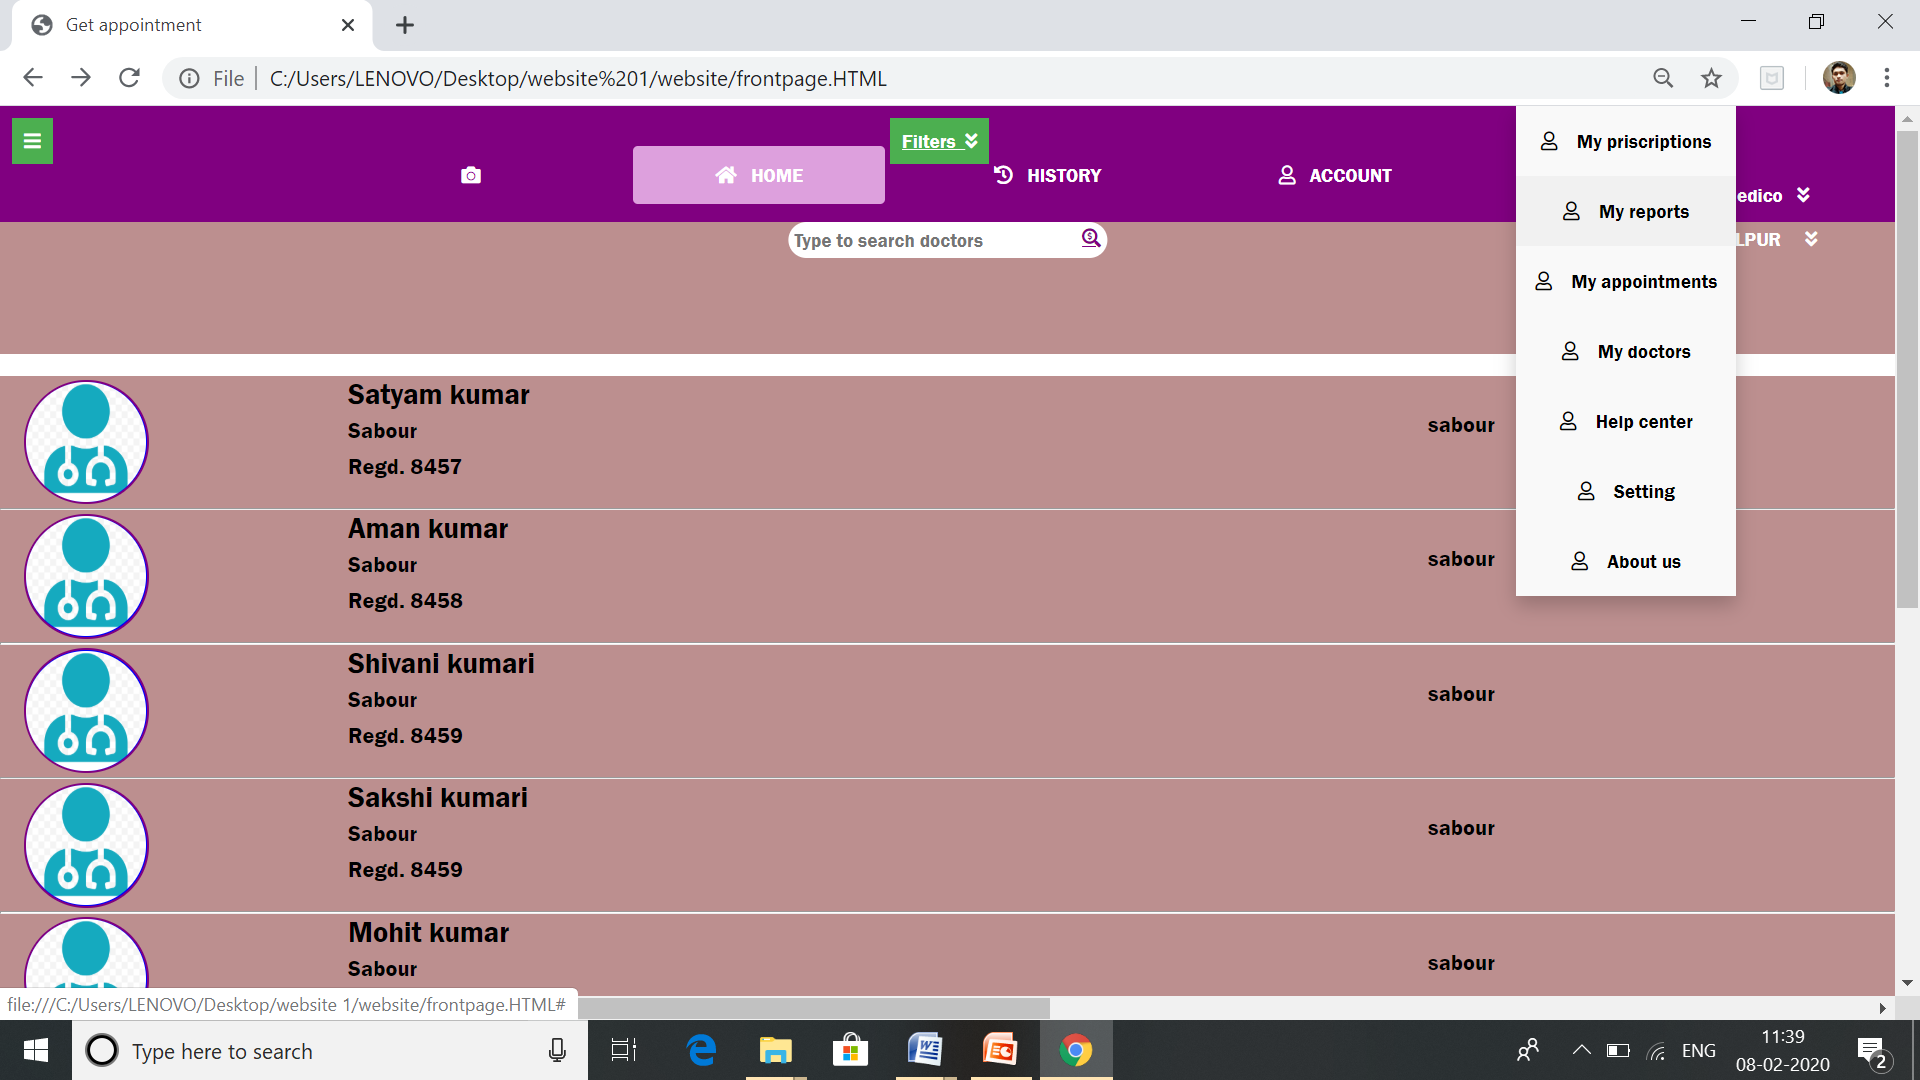 Get appointment
File C:/Users/LENOVO/Desktop/website%201/website/frontpage.HTML
Filters
HOME
HISTORY
ACCOUNT
edico
LPUR
Type to search doctors
My priscriptions
My reports
My appointments
My doctors
Help center
Setting
About us
Satyam kumar
Sabour
Regd. 8457
sabour
Aman kumar
Sabour
Regd. 8458
sabour
Shivani kumari
Sabour
Regd. 8459
sabour
Sakshi kumari
Sabour
Regd. 8459
sabour
Mohit kumar
Sabour
sabour
file:///C:/Users/LENOVO/Desktop/website 1/website/frontpage.HTML#
Type here to search
ENG
11:39
08-02-2020
2